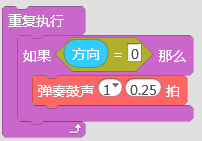 重复执行
如果 方向 = 0 那么
弹奏鼓声 1 0.25 拍